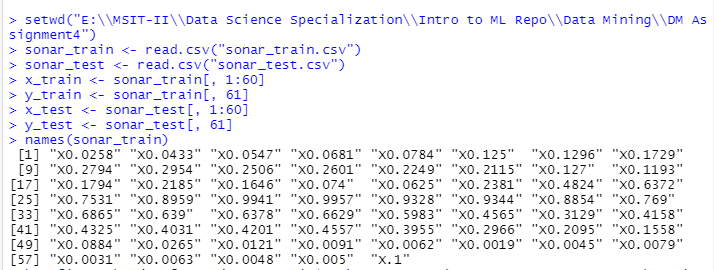 > setwd("E:\\MSIT-II\\Data Science Specialization\\Intro to ML Repo\\Data Mining\\DM As
signment4")
> sonar_train <- read.csv("sonar_train.csv")
> sonar_test <- read.csv("sonar_test.csv")
> x_train <- sonar_train[, 1:60]
> y_train <- sonar_train[, 61]
> x_test <- sonar_test[, 1:60]
> y_test <- sonar_test[, 61]
> names(sonar_train)
[1] "X0.0258" "X0.0433" "X0.0547" "X0.0681" "X0.0784" "X0.125" "X0.1296" "X0.1729"
[9] "X0.2794" "X0.2954" "X0.2506" "X0.2601" "X0.2249" "X0.2115" "X0.127" "X0.1193"
[17] "X0.1794" "X0.2185" "X0.1646" "X0.074" "X0.0625" "X0.2381" "X0.4824" "X0.6372"
[25] "X0.7531" "X0.8959" "X0.9941" "X0.9957" "X0.9328" "X0.9344" "X0.8854" "X0.769"
[33] "X0.6865" "X0.639" "X0.6378" "X0.6629" "X0.5983" "X0.4565" "X0.3129" "X0.4158"
[41] "X0.4325" "X0.4031" "X0.4201" "X0.4557" "X0.3955" "X0.2966" "X0.2095" "X0.1558"
[49] "X0.0884" "X0.0265" "X0.0121" "X0.0091" "X0.0062" "X0.0019" "X0.0045" "X0.0079"
[57] "X0.0031" "X0.0063" "X0.0048" "X0.005" "X.1"